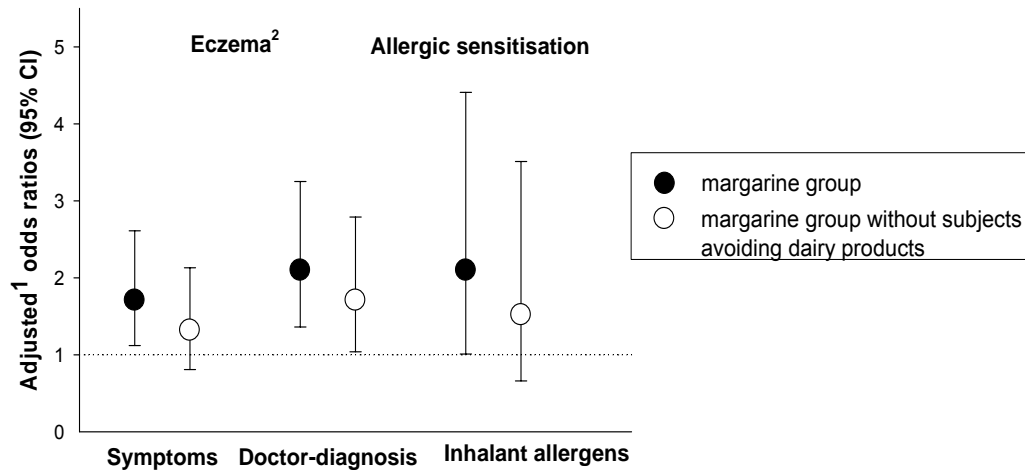 Eczema2 Allergic sensitisation
Adjusted1 odds ratios (95% CI)
5
4
3
2
1
0
Symptoms Doctor-diagnosis Inhalant allergens
margarine group
margarine group without subjects
avoiding dairy products